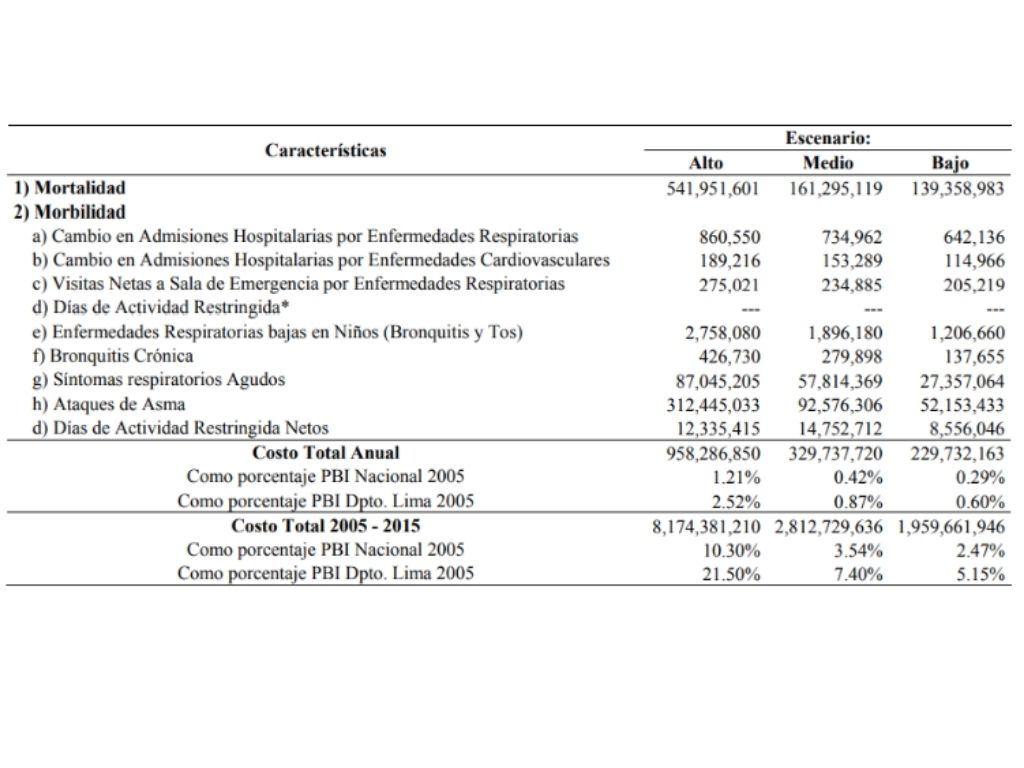 Características Escenario:
Alto Medio Bajo
1) Mortalidad 541,951,601 161,295,119 139,358,983
2) Morbilidad
a) Cambio en Admisiones Hospitalarias por Enfermedades Respiratorias 860,550 734,962 642,136
b) Cambio en Admisiones Hospitalarias por Enfermedades Cardiovasculares 189,216 153,289 114,966
c) Visitas Netas a Sala de Emergencia por Enfermedades Respiratorias 275,021 234,885 205,219
d) Días de Actividad Restringida* --- --- ---
e) Enfermedades Respiratorias bajas en Niños (Bronquitis y Tos) 2,758,080 1,896,180 1,206,660
f) Bronquitis Crónica 426,730 279,898 137,655
g) Síntomas respiratorios Agudos 87,045,205 57,814,369 27,357,064
h) Ataques de Asma 312,445,033 92,576,306 52,153,433
d) Días de Actividad Restringida Netos 12,335,415 14,752,712 8,556,046
Costo Total Anual 958,286,850 329,737,720 229,732,163
Como porcentaje PBI Nacional 2005 1.21% 0.42% 0.29%
Como porcentaje PBI Dpto. Lima 2005 2.52% 0.87% 0.60%
Costo Total 2005 - 2015 8,174,381,210 2,812,729,636 1,959,661,946
Como porcentaje PBI Nacional 2005 10.30% 3.54% 2.47%
Como porcentaje PBI Dpto. Lima 2005 21.50% 7.40% 5.15%